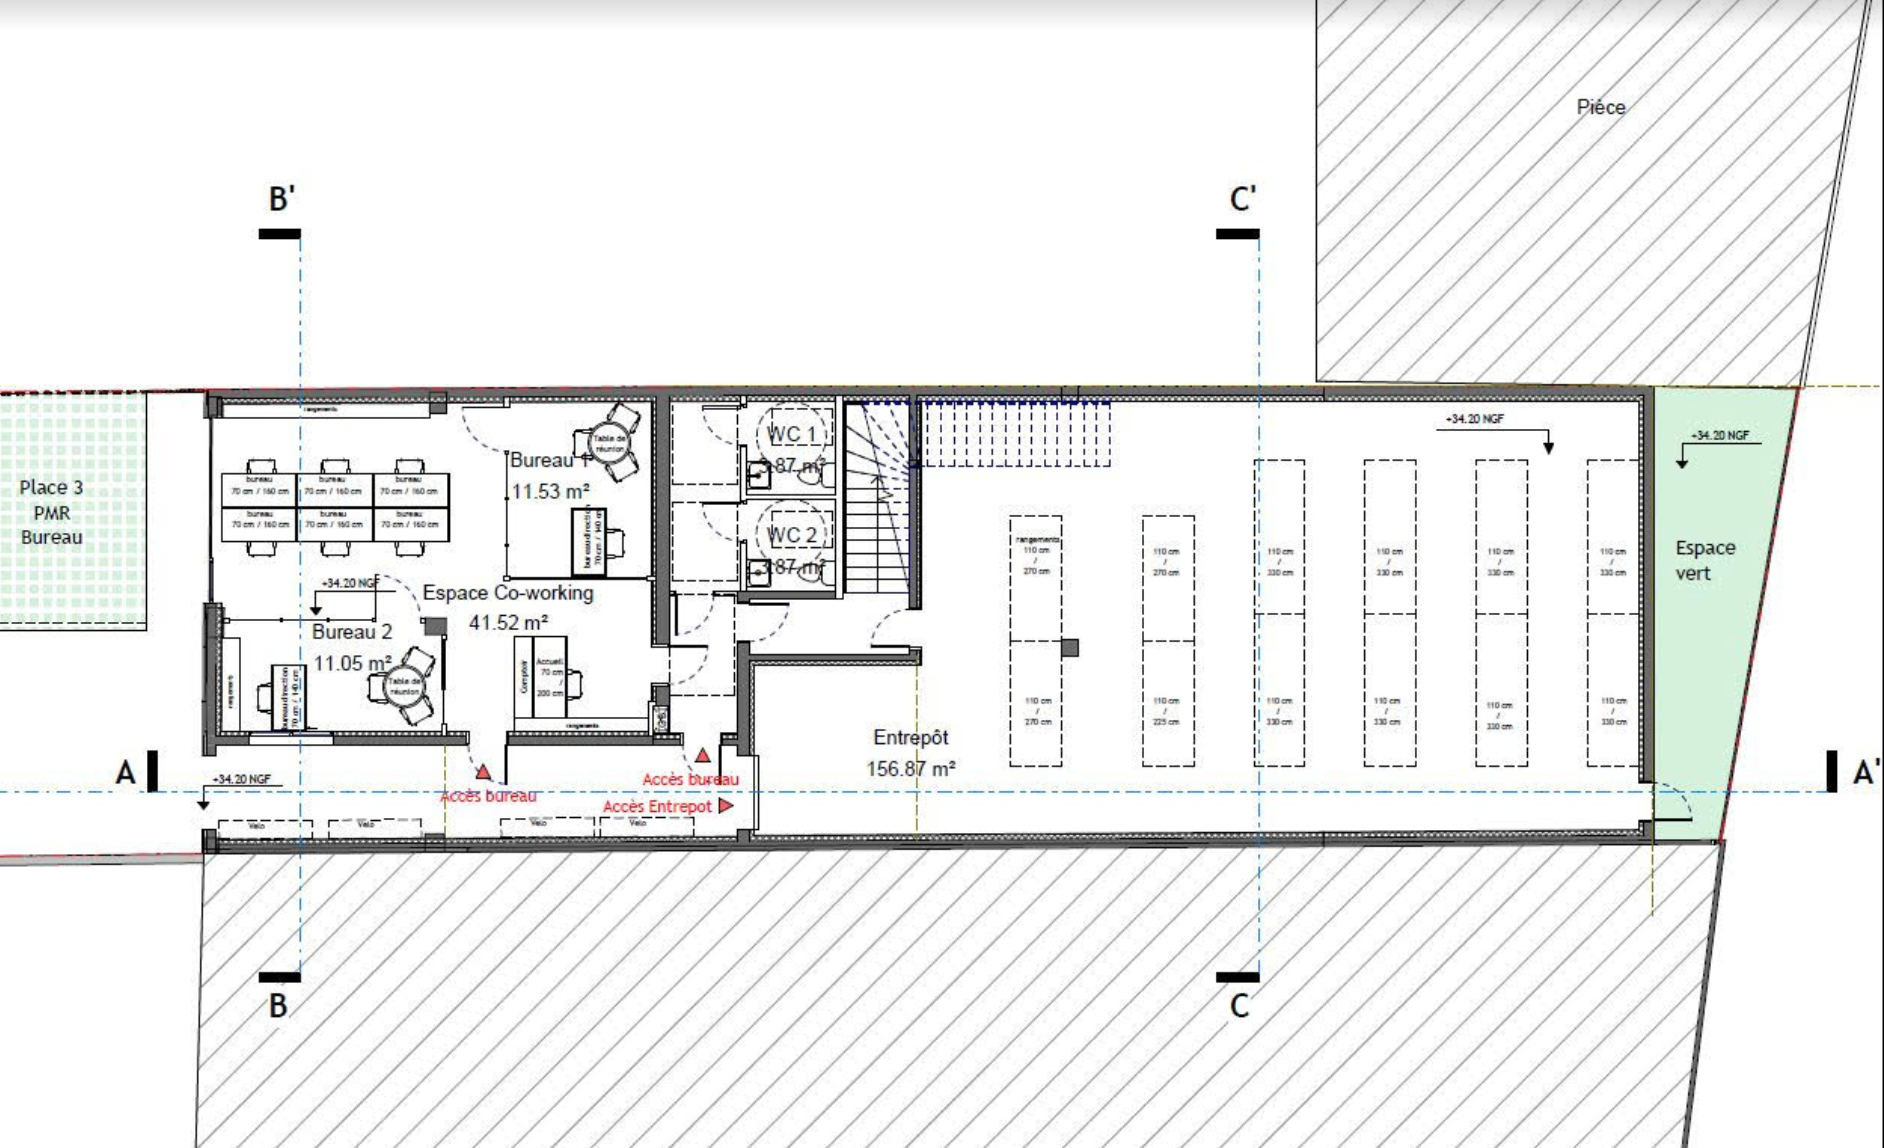 Piéce
B'
C'
rangements
+34.20 NGF
+34.20 NGF
Place 3
PMR
Bureau
bureau
70 cm / 160 cm
bureau
70 cm / 160 cm
bureau
70 cm / 160 cm
bureau
70 cm / 160 cm
bureau
70 cm / 160 cm
bureau
70 cm / 160 cm
Table de
réunion
Bureau 1
11.53 m²
bureau direction
70 cm / 140 cm
WC 1
3.87 m²
WC 2
3.87 m²
+34.20 NGF
Espace Co-working
41.52 m²
Bureau 2
11.05 m²
rangements
bureau direction
70 cm / 140 cm
Table de
réunion
Comptoir
Accueil
70 cm
/
200 cm
rangements
rangements
110 cm
/
270 cm
110 cm
/
270 cm
110 cm
/
330 cm
110 cm
/
330 cm
110 cm
/
330 cm
110 cm
/
330 cm
110 cm
/
270 cm
110 cm
/
225 cm
110 cm
/
330 cm
110 cm
/
330 cm
110 cm
/
330 cm
110 cm
/
330 cm
Espace
vert
Entrepôt
156.87 m²
A
+34.20 NGF
Accès bureau
Accès bureau
Accès Entrepot
A'
Velo
Velo
Velo
Velo
B
C